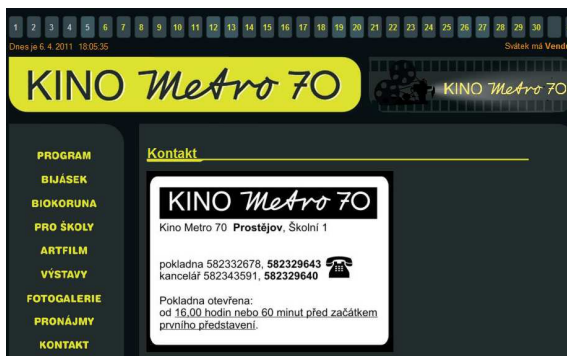 1 2 3 4 5 6 7 8 9 10 11 12 13 14 15 16 17 18 19 20 21 22 23 24 25 26 27 28 29 30
Dnes je 6. 4. 2011 18:05:35
Svátek má Vend
KINO Metro 70
KINO Metro 70
PROGRAM
BIJÁSEK
BIOKORUNA
PRO ŠKOLY
ARTFILM
VÝSTAVY
FOTOGALERIE
PRONÁJMY
KONTAKT
Kontakt
KINO Metro 70
Kino Metro 70 Prostějov, Školní 1
pokladna 582332678, 582329643
kancelář 582343591, 582329640
Pokladna otevřena:
od 16.00 hodin nebo 60 minut před začátkem
prvního představení.